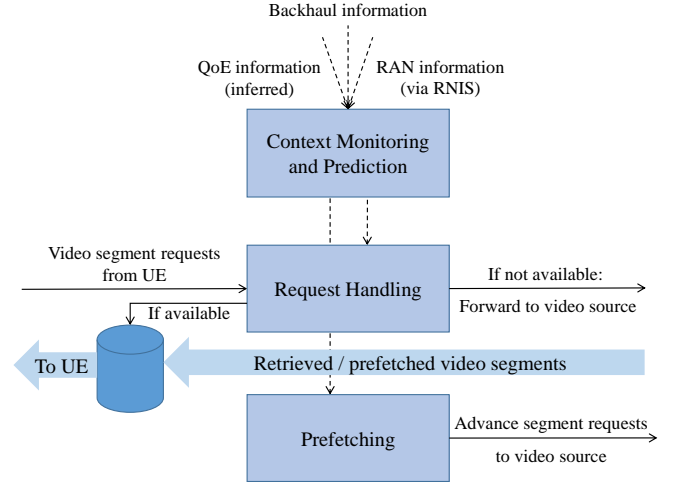 Backhaul information
QoE information
(inferred)
RAN information
(via RNIS)
Context Monitoring
and Prediction
Video segment requests
from UE
Request Handling
If not available:
Forward to video source
If available
To UE
Retrieved / prefetched video segments
Prefetching
Advance segment requests
to video source